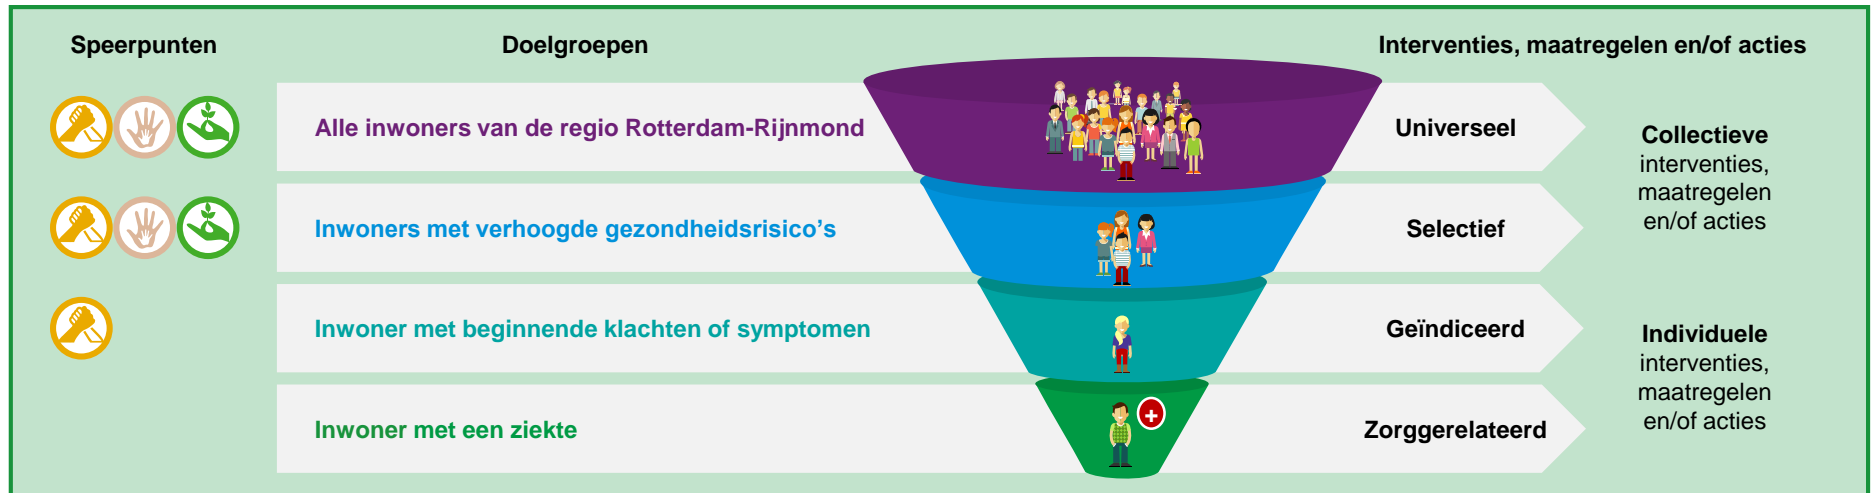 Speerpunten
Doelgroepen
Interventies, maatregelen en/of acties
Alle inwoners van de regio Rotterdam-Rijnmond
Universeel
Inwoners met verhoogde gezondheidsrisico’s
Selectief
Collectieve
interventies,
maatregelen
en/of acties
Inwoner met beginnende klachten of symptomen
Geïndiceerd
Inwoner met een ziekte
Zorggerelateerd
Individuele
interventies,
maatregelen
en/of acties